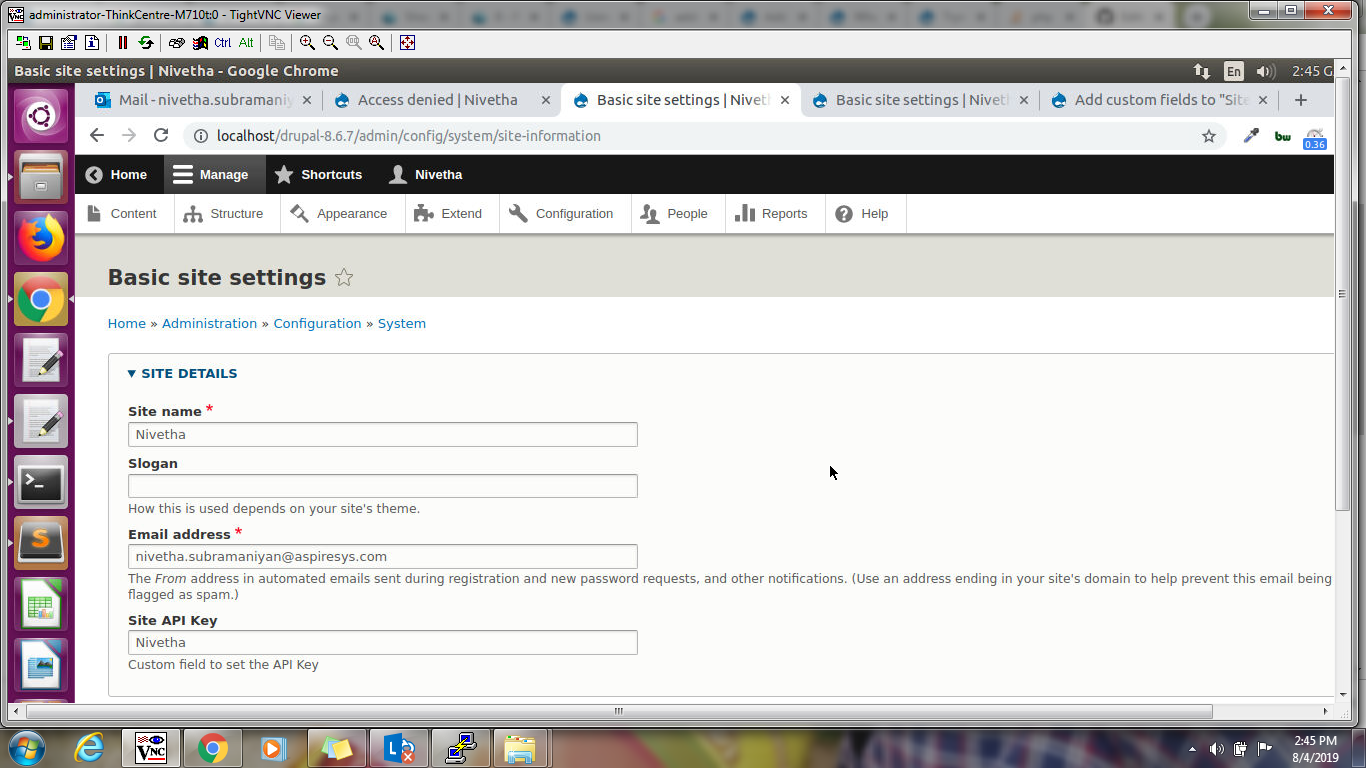 administrator-ThinkCentre-M710t:0 - TightVNC Viewer
Ctrl Alt
Basic site settings | Nivetha - Google Chrome
En 2:45 G
Mail - nivetha.subramaniy
Access denied | Nivetha
Basic site settings | Nivet
Basic site settings | Nivet
Add custom fields to "Site
localhost/drupal-8.6.7/admin/config/system/site-information
bw
0.36
Home Manage Shortcuts Nivetha
Content Structure Appearance Extend Configuration People Reports Help
Basic site settings
Home » Administration » Configuration » System
SITE DETAILS
Site name *
Nivetha
Slogan
How this is used depends on your site's theme.
Email address *
nivetha.subramaniyan@aspiresys.com
The From address in automated emails sent during registration and new password requests, and other notifications. (Use an address ending in your site's domain to help prevent this email being
flagged as spam.)
Site API Key
Nivetha
Custom field to set the API Key
2:45 PM
8/4/2019